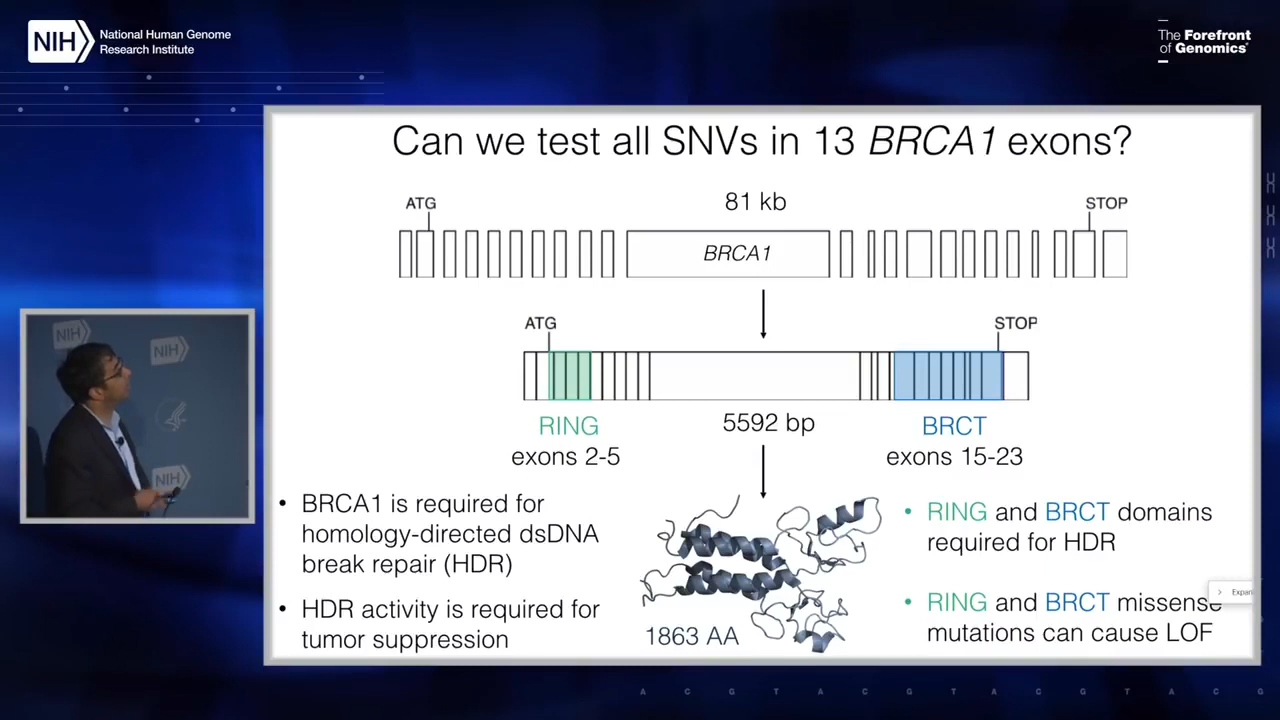 NIH
National Human Genome
Research Institute
The Forefront
of Genomics®
Can we test all SNVs in 13 BRCA1 exons?
ATG
81 kb
STOP
BRCA1
ATG
STOP
RING
exons 2-5
5592 bp
BRCT
exons 15-23
• BRCA1 is required for
homology-directed dsDNA
break repair (HDR)
• HDR activity is required for
tumor suppression
1863 AA
• RING and BRCT domains
required for HDR
• RING and BRCT missense
mutations can cause LOF
NIH
NIH
NIH
A C G T A C G T A C G T A C G